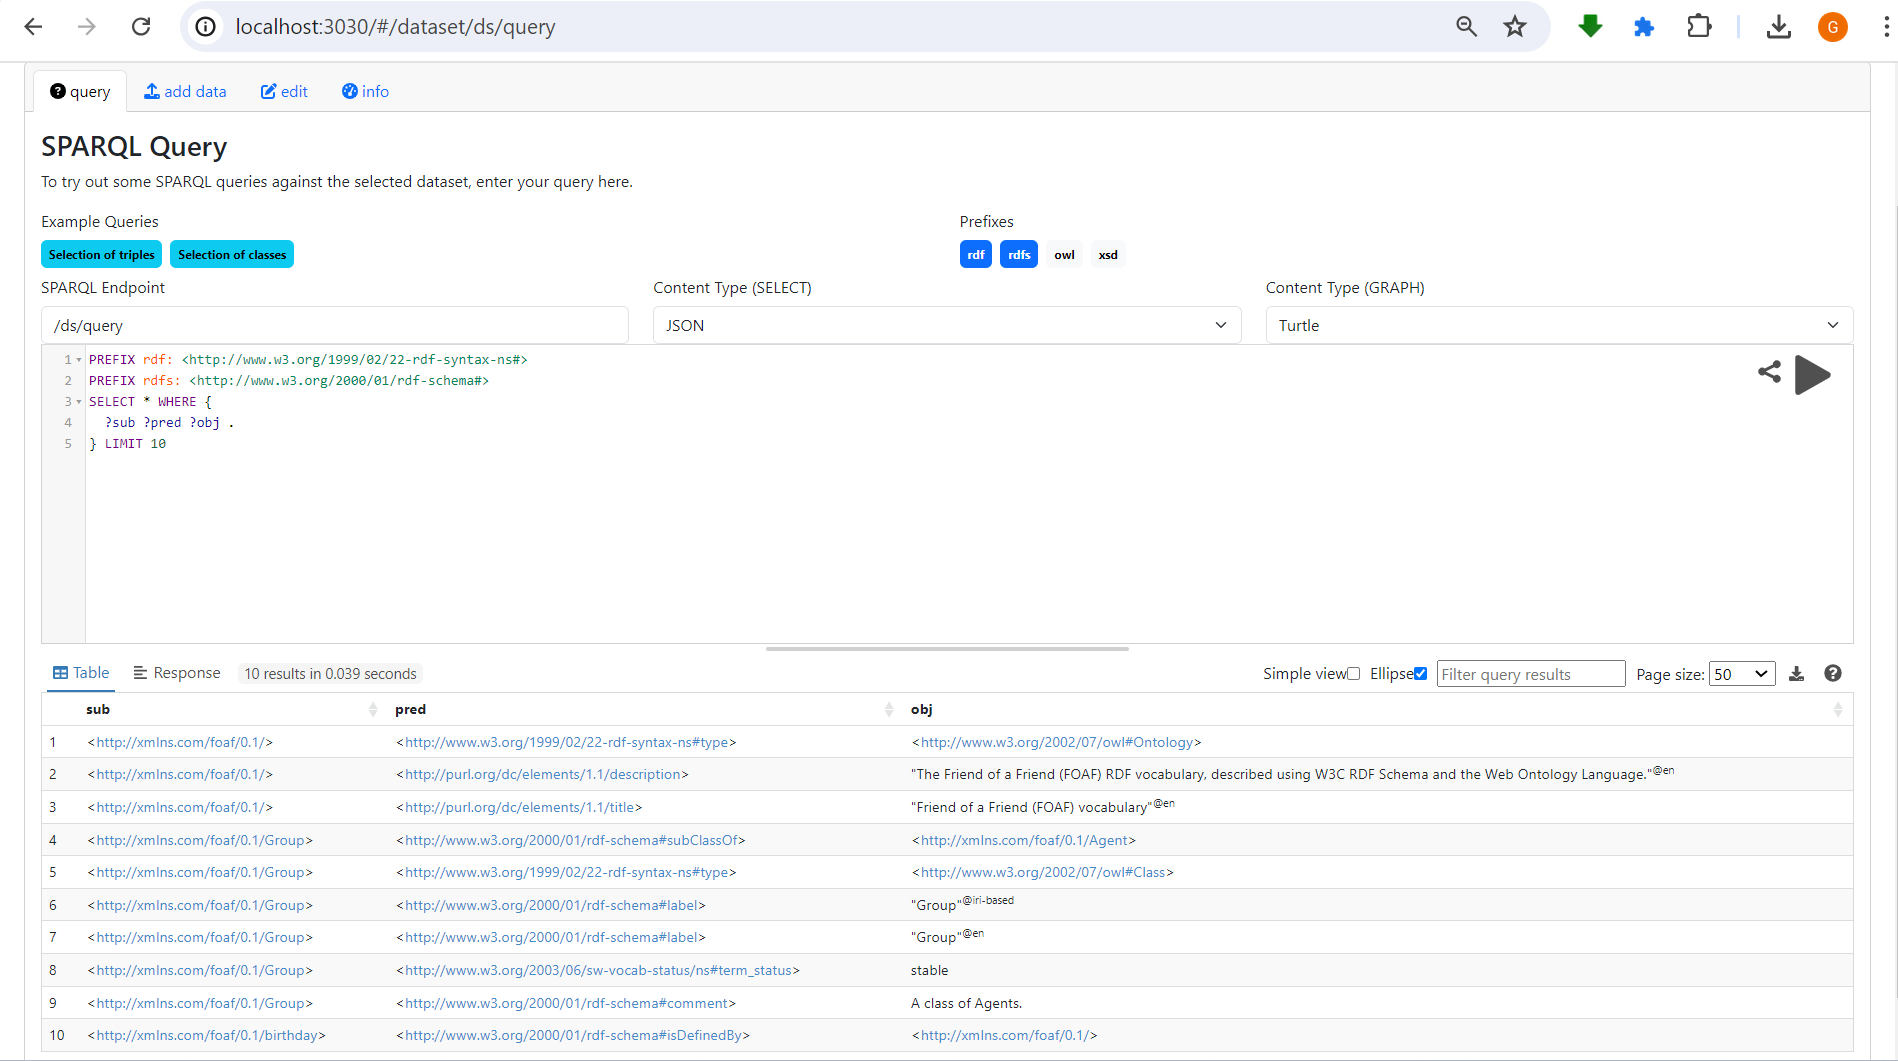 localhost:3030/#/dataset/ds/query
G
query add data edit info
SPARQL Query
To try out some SPARQL queries against the selected dataset, enter your query here.
Example Queries Prefixes
Selection of triples Selection of classes rdf rdfs owl xsd
SPARQL Endpoint Content Type (SELECT) Content Type (GRAPH)
/ds/query JSON Turtle
1 PREFIX rdf: <http://www.w3.org/1999/02/22-rdf-syntax-ns#>
2 PREFIX rdfs: <http://www.w3.org/2000/01/rdf-schema#>
3 SELECT * WHERE {
4 ?sub ?pred ?obj .
5 } LIMIT 10
Table Response 10 results in 0.039 seconds Simple view Ellipse Filter query results Page size: 50
sub pred obj
1 <http://xmlns.com/foaf/0.1/> <http://www.w3.org/1999/02/22-rdf-syntax-ns#type> <http://www.w3.org/2002/07/owl#Ontology>
2 <http://xmlns.com/foaf/0.1/> <http://purl.org/dc/elements/1.1/description> "The Friend of a Friend (FOAF) RDF vocabulary, described using W3C RDF Schema and the Web Ontology Language."@en
3 <http://xmlns.com/foaf/0.1/> <http://purl.org/dc/elements/1.1/title> "Friend of a Friend (FOAF) vocabulary"@en
4 <http://xmlns.com/foaf/0.1/Group> <http://www.w3.org/2000/01/rdf-schema#subClassOf> <http://xmlns.com/foaf/0.1/Agent>
5 <http://xmlns.com/foaf/0.1/Group> <http://www.w3.org/1999/02/22-rdf-syntax-ns#type> <http://www.w3.org/2002/07/owl#Class>
6 <http://xmlns.com/foaf/0.1/Group> <http://www.w3.org/2000/01/rdf-schema#label> "Group"@iri-based
7 <http://xmlns.com/foaf/0.1/Group> <http://www.w3.org/2000/01/rdf-schema#label> "Group"@en
8 <http://xmlns.com/foaf/0.1/Group> <http://www.w3.org/2003/06/sw-vocab-status/ns#term_status> stable
9 <http://xmlns.com/foaf/0.1/Group> <http://www.w3.org/2000/01/rdf-schema#comment> A class of Agents.
10 <http://xmlns.com/foaf/0.1/birthday> <http://www.w3.org/2000/01/rdf-schema#isDefinedBy> <http://xmlns.com/foaf/0.1/>